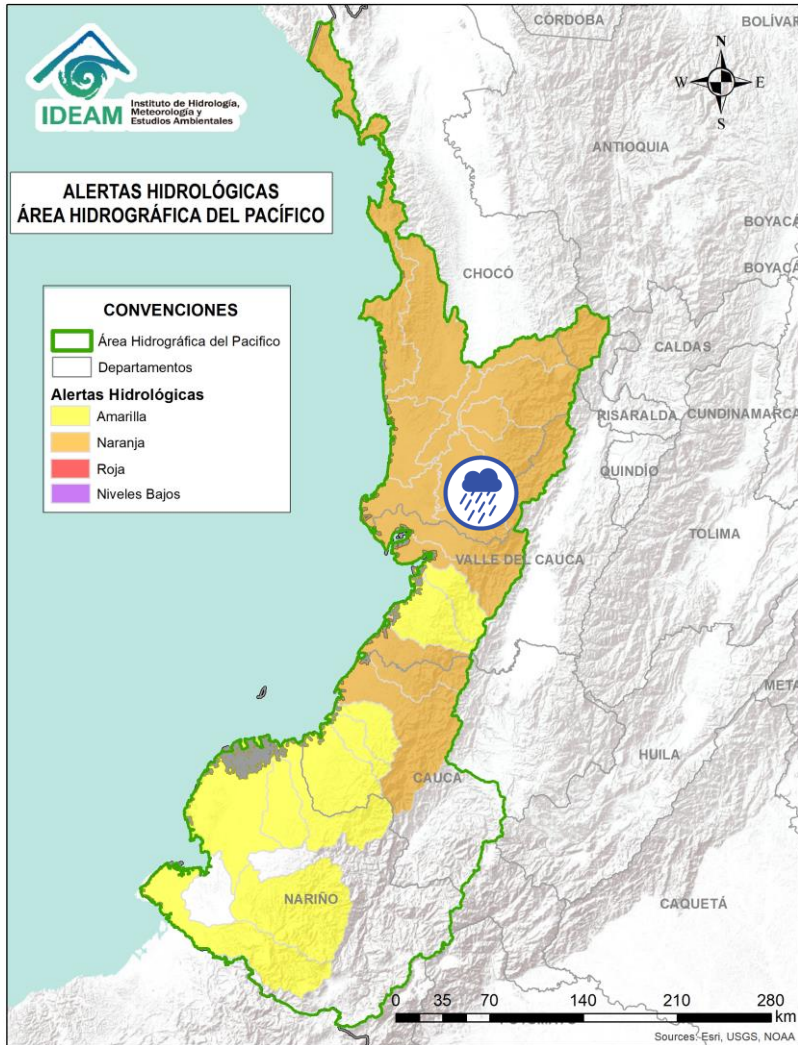 IDEAM
Instituto de Hidrología,
Meteorología y
Estudios Ambientales
ALERTAS HIDROLÓGICAS
ÁREA HIDROGRÁFICA DEL PACÍFICO
CONVENCIONES
Área Hidrográfica del Pacifico
Departamentos
Alertas Hidrológicas
Amarilla
Naranja
Roja
Niveles Bajos
N
W E
S
CÓRDOBA
BOLÍVAR
ANTIOQUIA
BOYACÁ
CHOCÓ
BOYACÁ
CALDAS
RISARALDA
CUNDINAMARCA
QUINDÍO
TOLIMA
VALLE DEL CAUCA
META
HUILA
CAUCA
NARIÑO
CAQUETÁ
0 35 70 140 210 280
km
Sources: Esri, USGS, NOAA